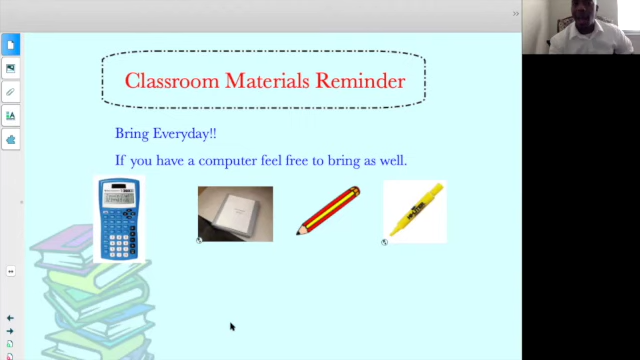 Classroom Materials Reminder
Bring Everyday!!
If you have a computer feel free to bring as well.